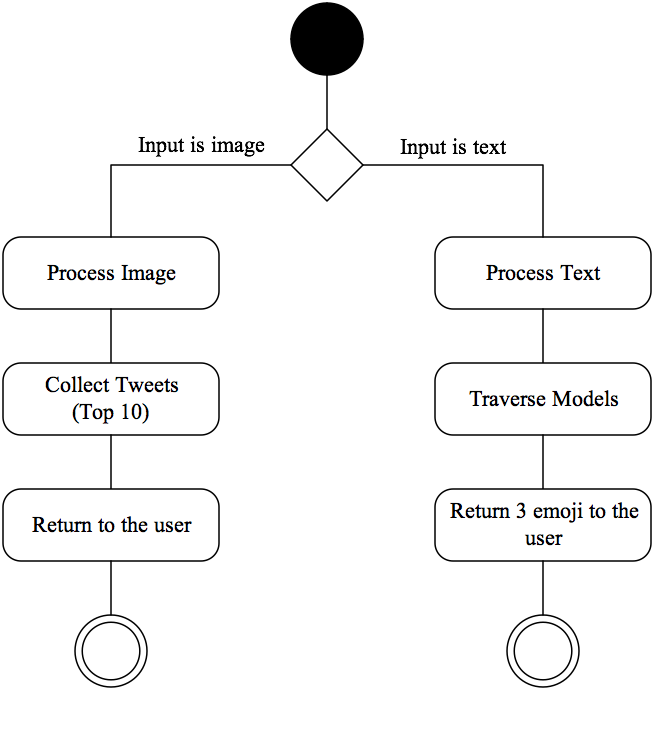 Input is image
Input is text
Process Image
Process Text
Collect Tweets
(Top 10)
Traverse Models
Return to the user
Return 3 emoji to the
user